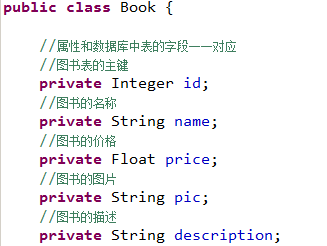 public class Book {
//属性和数据库中表的字段一一对应
//图书表的主键
private Integer id;
//图书的名称
private String name;
//图书的价格
private Float price;
//图书的图片
private String pic;
//图书的描述
private String description;